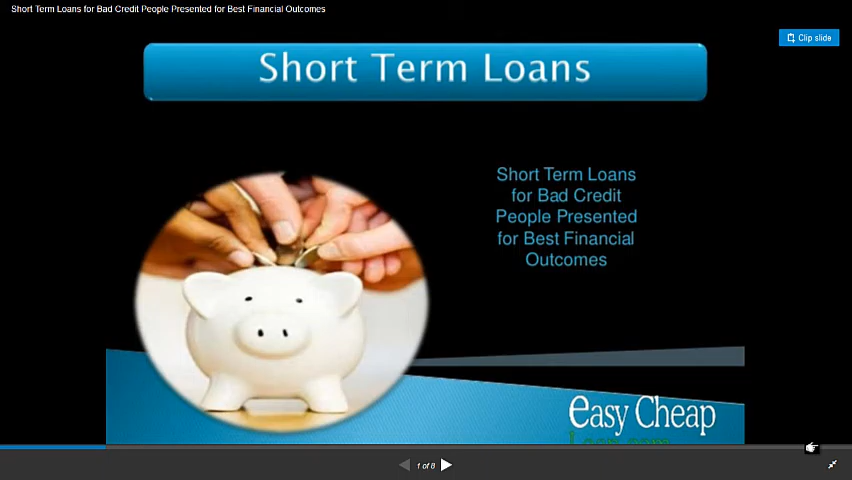 Short Term Loans for Bad Credit People Presented for Best Financial Outcomes
Clip slide
Short Term Loans
Short Term Loans
for Bad Credit
People Presented
for Best Financial
Outcomes
easy Cheap
1 of 8